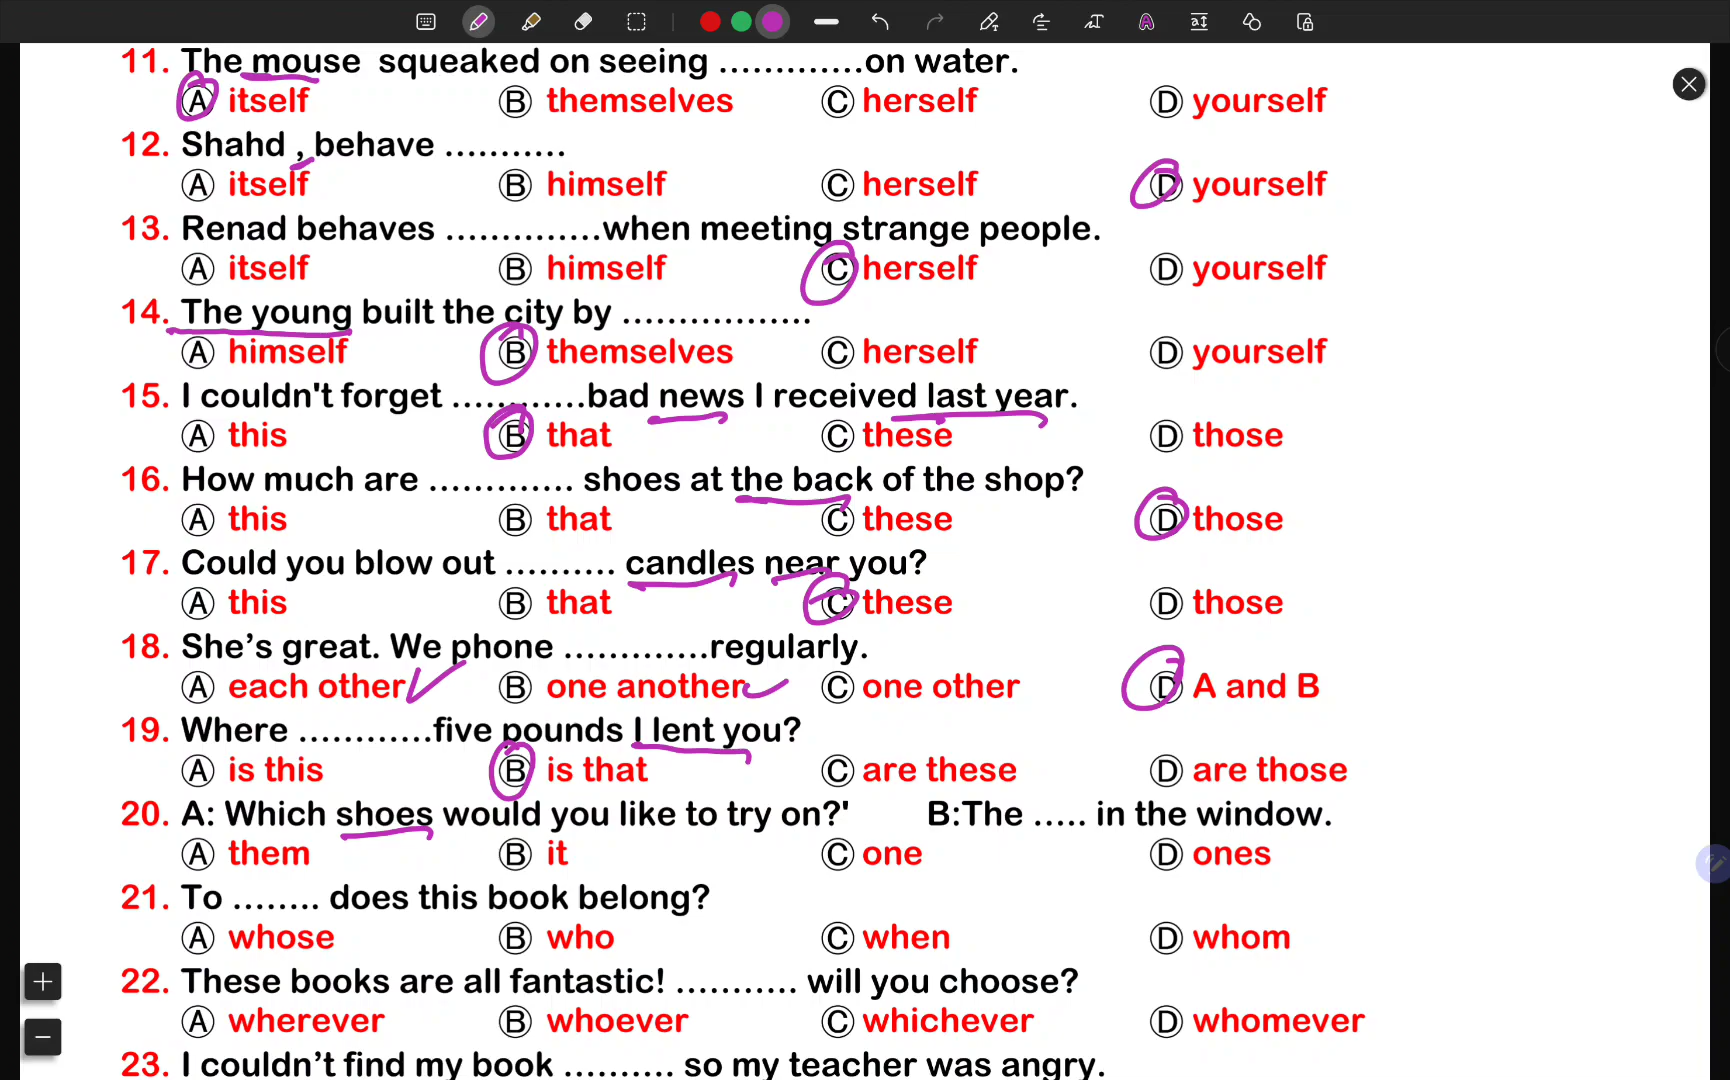 11. The mouse squeaked on seeing ..............on water.
Ⓐ itself Ⓑ themselves Ⓒ herself Ⓓ yourself
12. Shahd , behave ...........
Ⓐ itself Ⓑ himself Ⓒ herself Ⓓ yourself
13. Renad behaves ..............when meeting strange people.
Ⓐ itself Ⓑ himself Ⓒ herself Ⓓ yourself
14. The young built the city by .................
Ⓐ himself Ⓑ themselves Ⓒ herself Ⓓ yourself
15. I couldn't forget ............bad news I received last year.
Ⓐ this Ⓑ that Ⓒ these Ⓓ those
16. How much are ............. shoes at the back of the shop?
Ⓐ this Ⓑ that Ⓒ these Ⓓ those
17. Could you blow out .......... candles near you?
Ⓐ this Ⓑ that Ⓒ these Ⓓ those
18. She’s great. We phone .............regularly.
Ⓐ each other Ⓑ one another Ⓒ one other Ⓓ A and B
19. Where ............five pounds I lent you?
Ⓐ is this Ⓑ is that Ⓒ are these Ⓓ are those
20. A: Which shoes would you like to try on?' B:The ..... in the window.
Ⓐ them Ⓑ it Ⓒ one Ⓓ ones
21. To ........ does this book belong?
Ⓐ whose Ⓑ who Ⓒ when Ⓓ whom
22. These books are all fantastic! ........... will you choose?
Ⓐ wherever Ⓑ whoever Ⓒ whichever Ⓓ whomever
23. I couldn’t find my book .......... so my teacher was angry.